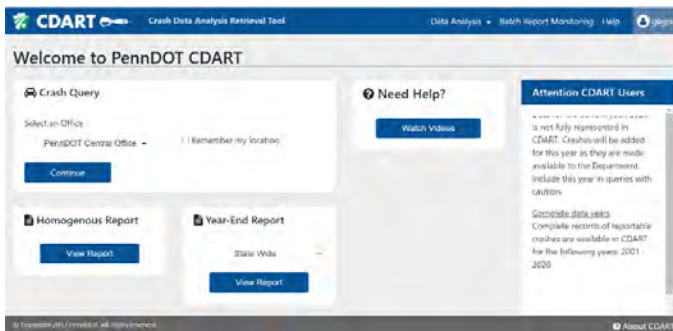 CDART Crash Data Analysis Retrieval Tool Data Analysis Batch Report Monitoring Help
Welcome to PennDOT CDART
Crash Query
Select an Office
PennDOT Central Office
Remember my location
Continue
Need Help?
Watch Videos
Attention CDART Users
is not fully represented in
CDART. Crashes will be added
for this year as they are made
available to the Department.
Include this year in queries with
caution.
Complete data years
Complete records of reportable
crashes are available in CDART
for the following years: 2001 -
2020
Homogenous Report
View Report
Year-End Report
State Wide
View Report
About CDART